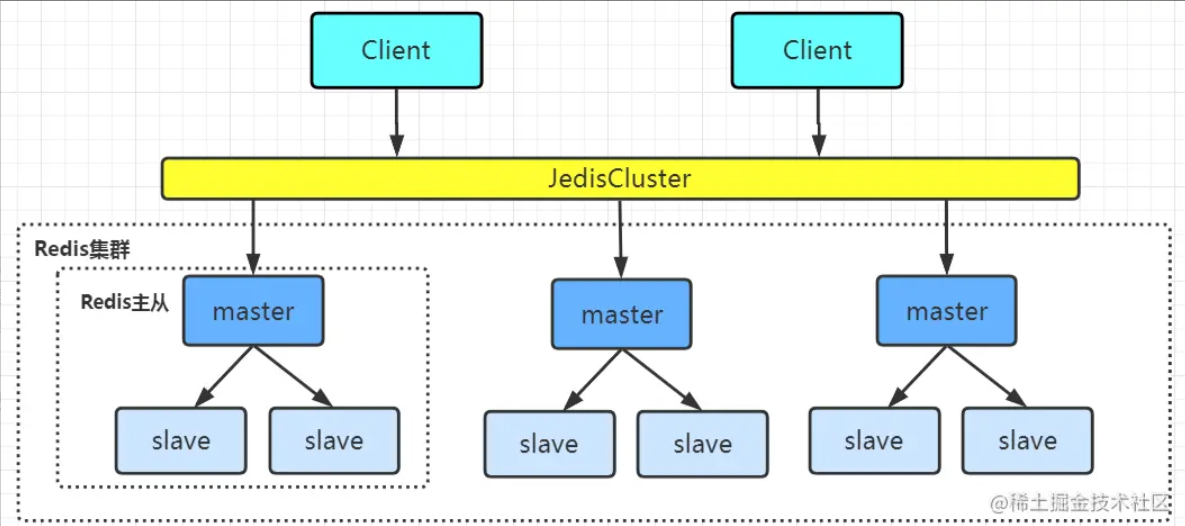 Client
Client
JedisCluster
Redis集群
Redis主从
master
master
master
slave
slave
slave
slave
slave
slave
@稀土掘金技术社区